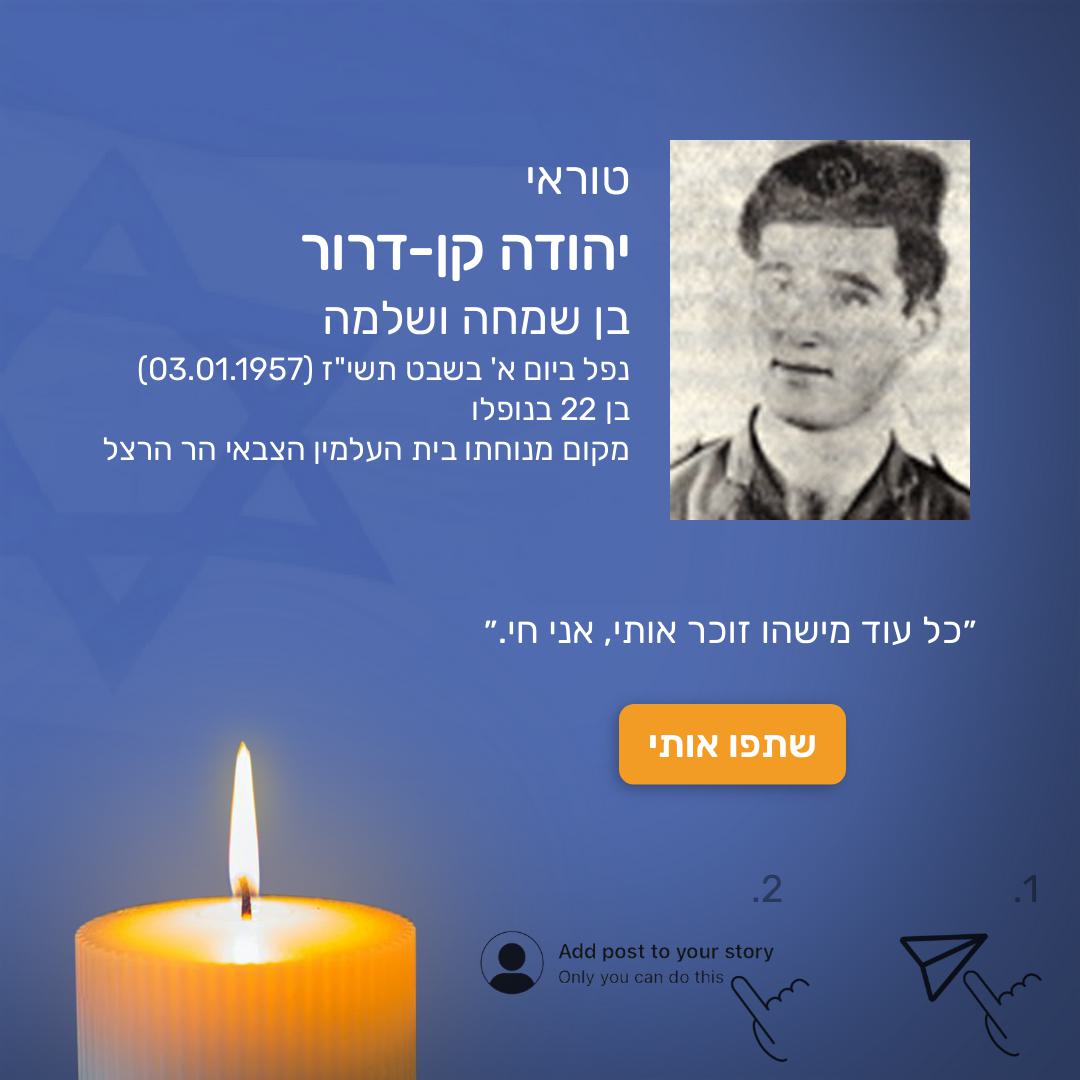 טוראי
יהודה קן-דרור
בן שמחה ושלמה
נפל ביום א' בשבט תשי"ז (03.01.1957)
בן 22 בנופלו
מקום מנוחתו בית העלמין הצבאי הר הרצל
"כל עוד מישהו זוכר אותי, אני חי."
שתפו אותי
.1
.2
Add post to your story
Only you can do this